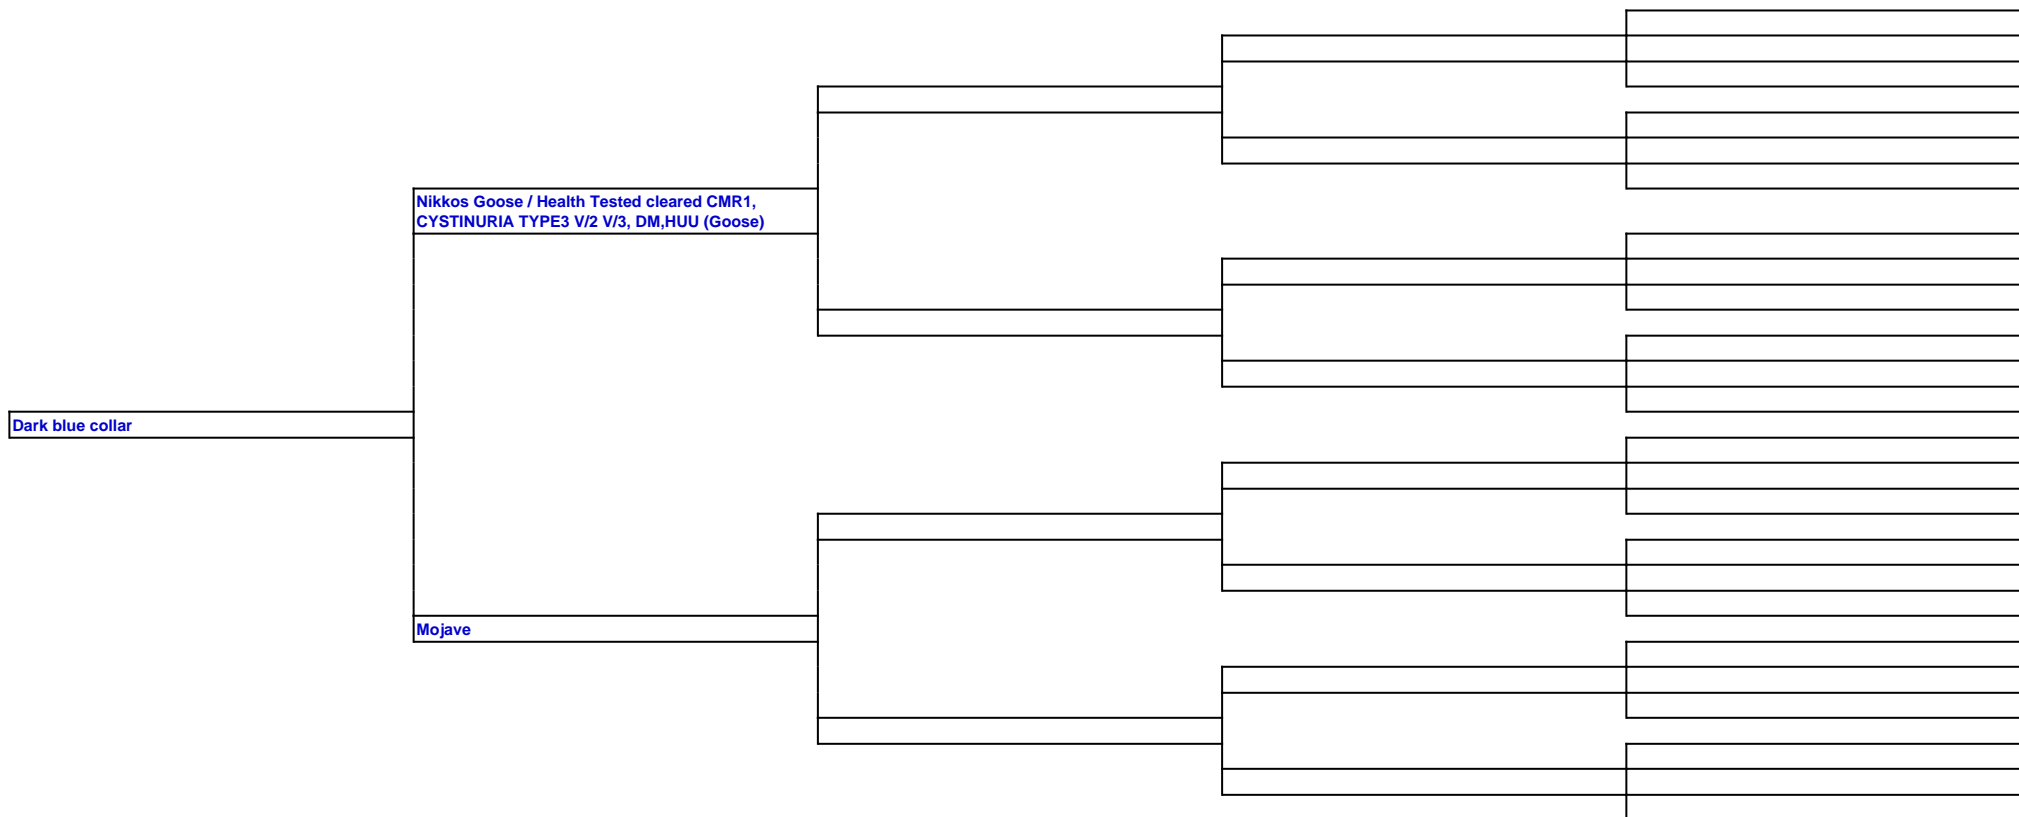 Nikkos Goose / Health Tested cleared CMR1,
CYSTINURIA TYPE3 V/2 V/3, DM,HUU (Goose)
Dark blue collar
Mojave